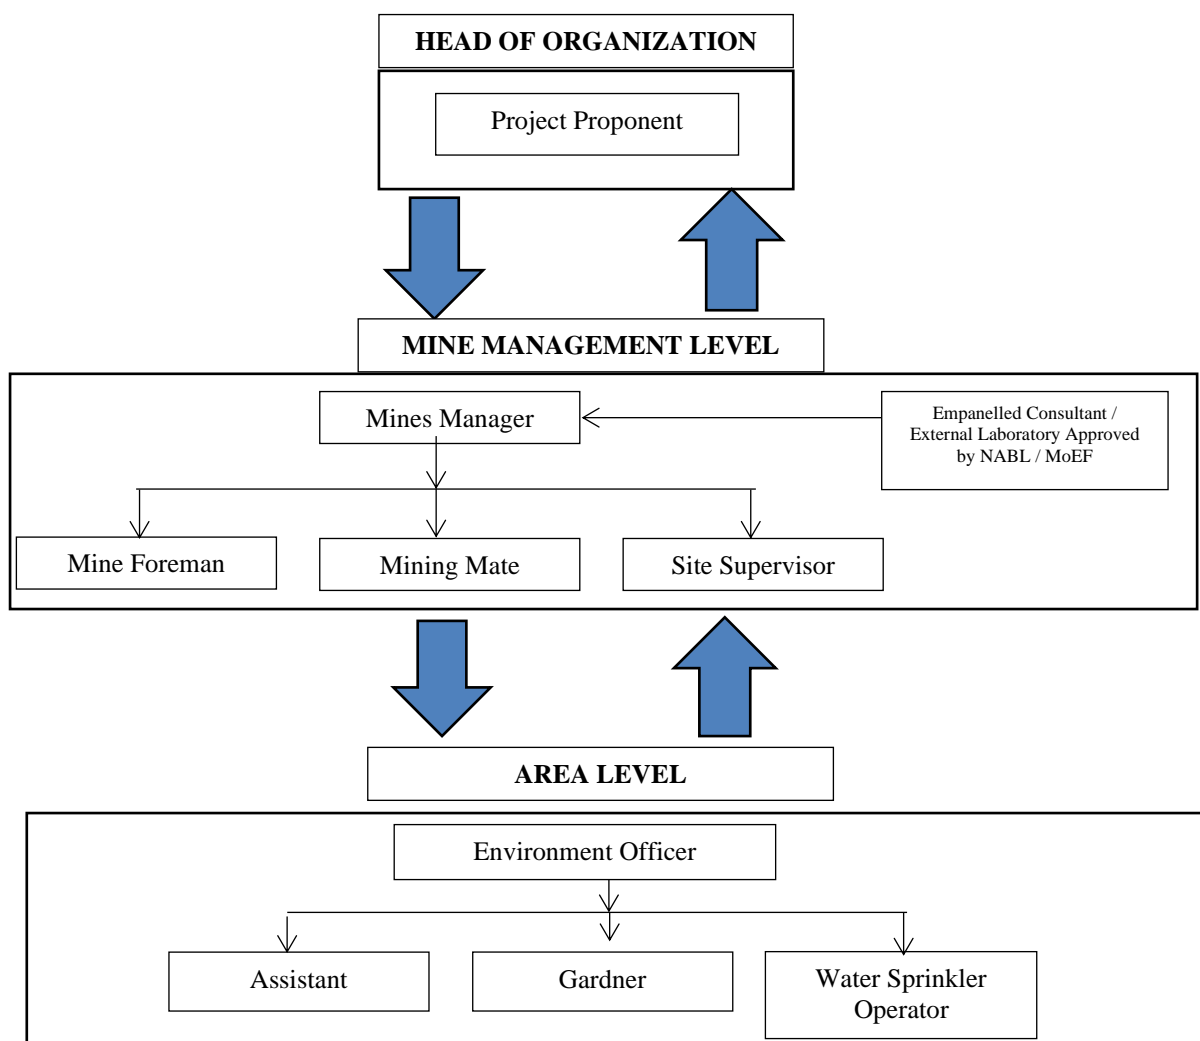 HEAD OF ORGANIZATION
Project Proponent
MINE MANAGEMENT LEVEL
Mines Manager
Empanelled Consultant /
External Laboratory Approved
by NABL / MoEF
Mine Foreman
Mining Mate
Site Supervisor
AREA LEVEL
Environment Officer
Assistant
Gardner
Water Sprinkler
Operator